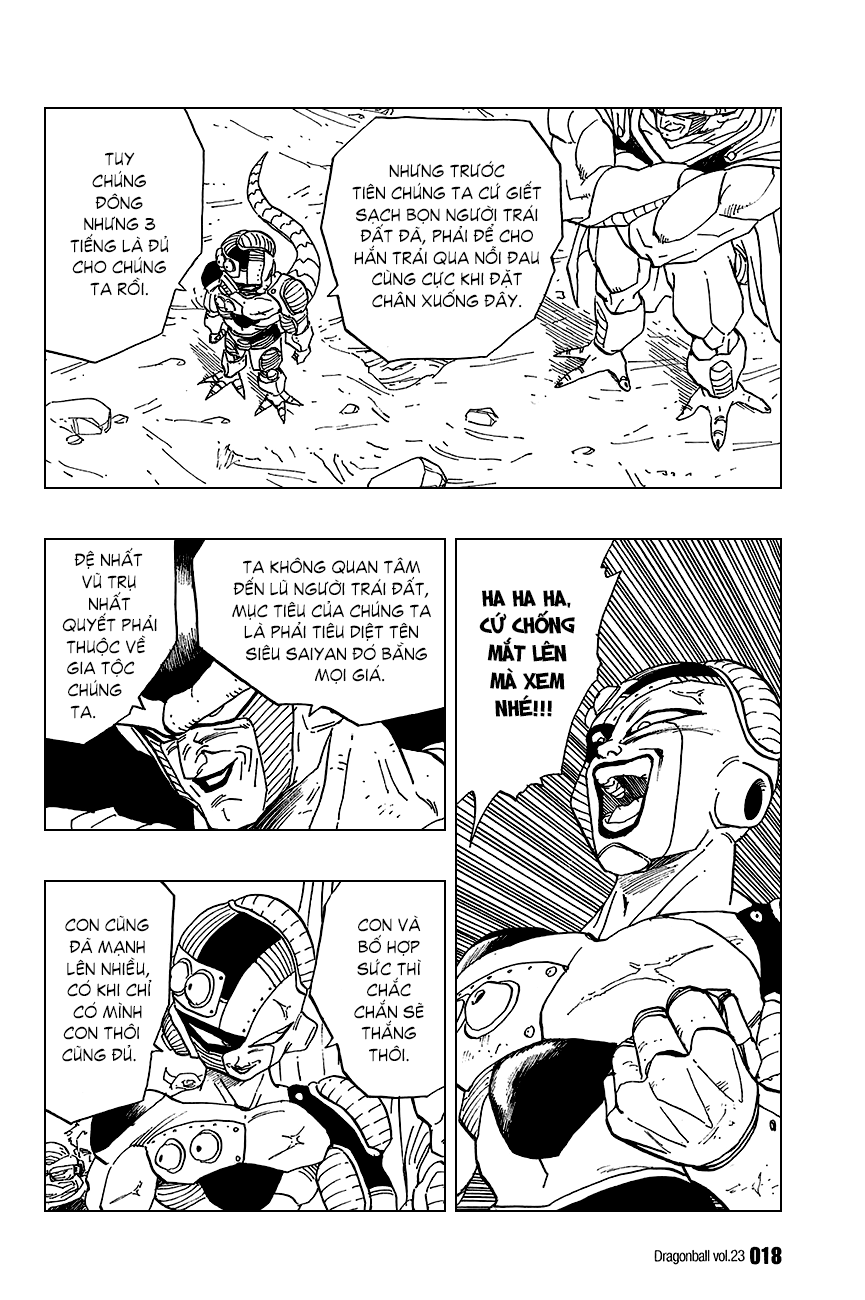 NHƯNG TRƯỚC
TIÊN CHÚNG TA CỨ GIẾT
SẠCH BỌN NGƯỜI TRÁI
ĐẤT ĐÃ, PHẢI ĐỂ CHO
HẮN TRẢI QUA NỔI ĐAU
CÙNG CỰC KHI ĐẶT
CHÂN XUỐNG ĐÂY.
TUY
CHÚNG
ĐÔNG
NHƯNG 3
TIẾNG LÀ ĐỦ
CHO CHÚNG
TA RỒI.
HA HA HA,
CỨ CHỐNG
MẮT LÊN
MÀ XEM
NHÉ!!!
TA KHÔNG QUAN TÂM
ĐẾN LŨ NGƯỜI TRÁI ĐẤT,
MỤC TIÊU CỦA CHÚNG TA
LÀ PHẢI TIÊU DIỆT TÊN
SIÊU SAIYAN ĐÓ BẰNG
MỌI GIÁ.
ĐỆ NHẤT
VŨ TRỤ
NHẤT
QUYẾT PHẢI
THUỘC VỀ
GIA TỘC
CHÚNG
TA.
CON VÀ
BỐ HỢP
SỨC THÌ
CHẮC
CHẮN SẼ
THẮNG
THÔI.
CON CŨNG
ĐÃ MẠNH
LÊN NHIỀU,
CÓ KHI CHỈ
CÓ MÌNH
CON THÔI
CŨNG ĐỦ.
Dragonball vol.23 018